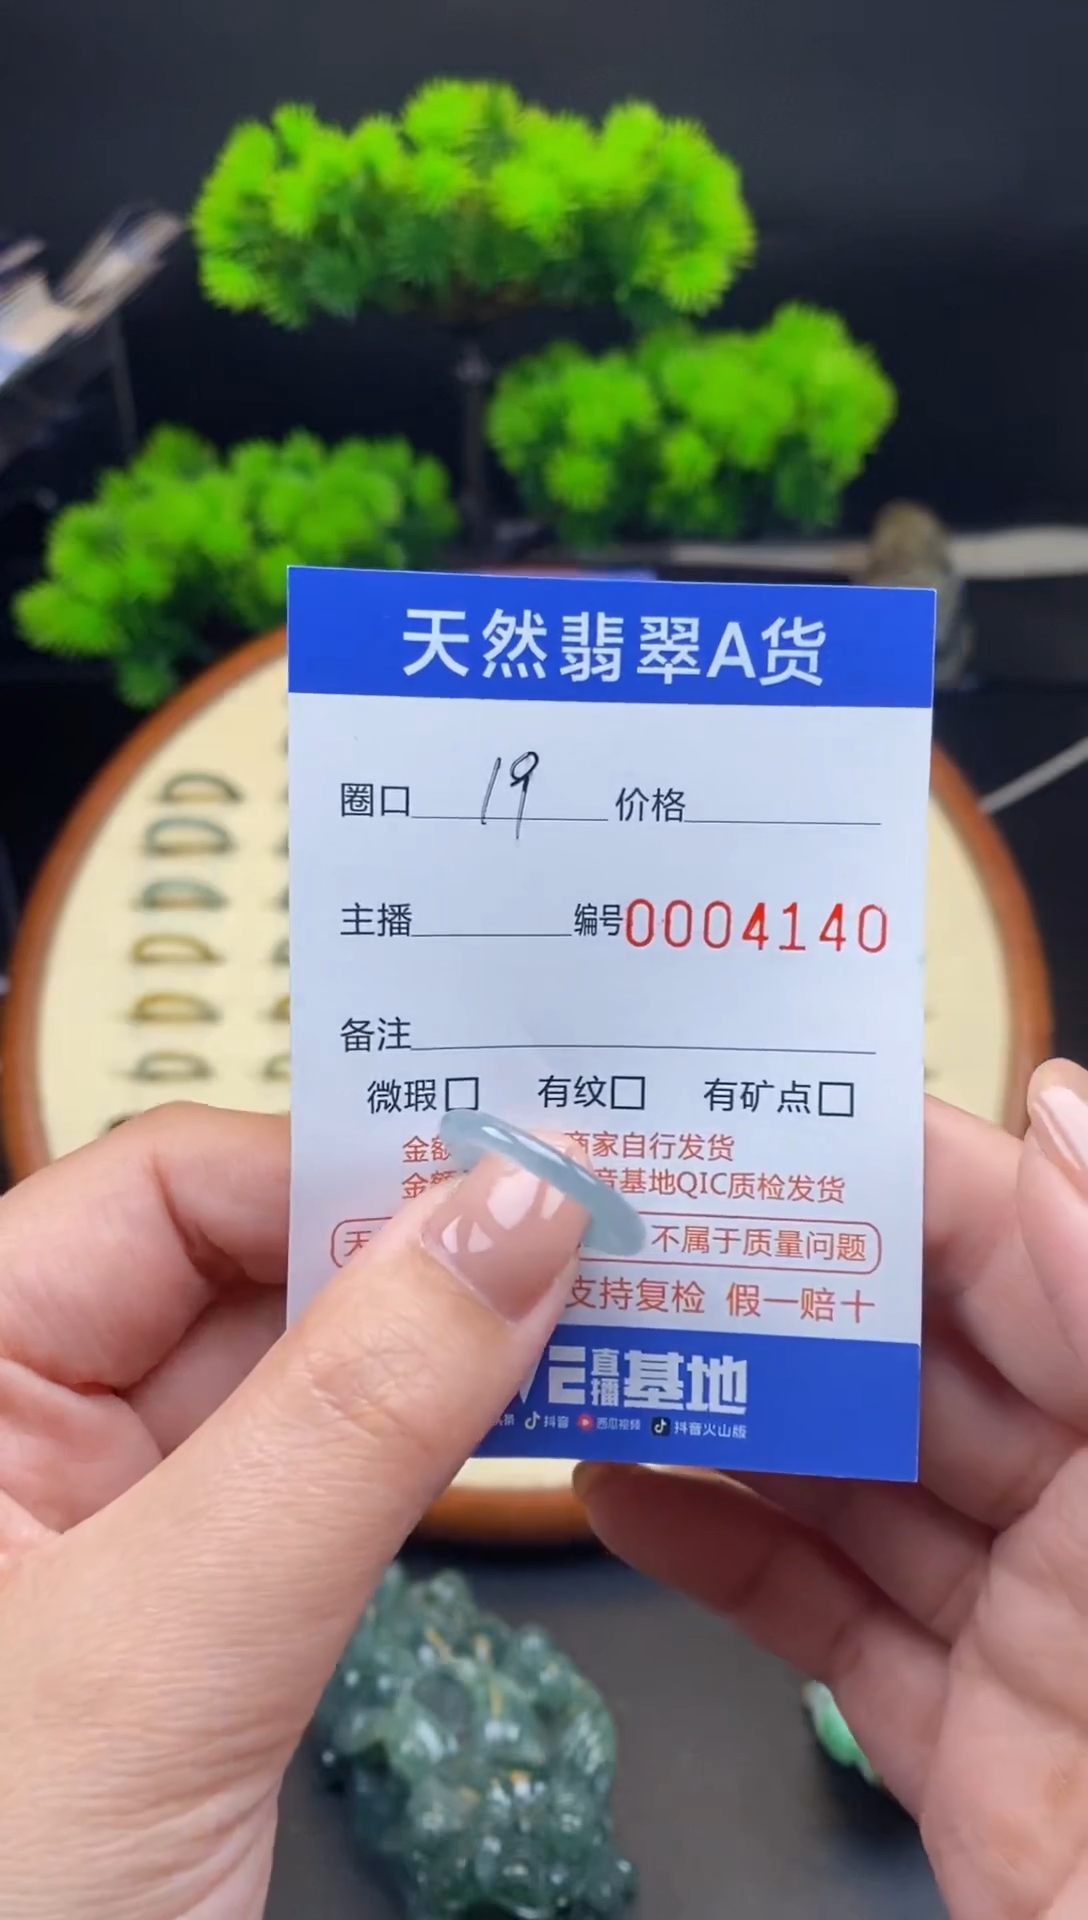 天然翡翠A货
圈口 19 价格
主播 编号0004140
备注
微瑕□ 有纹□ 有矿点□
金额 商家自行发货
金额 音基地QIC质检发货
天 不属于质量问题
支持复检 假一赔十
直播基地
抖音 西瓜视频 抖音火山版